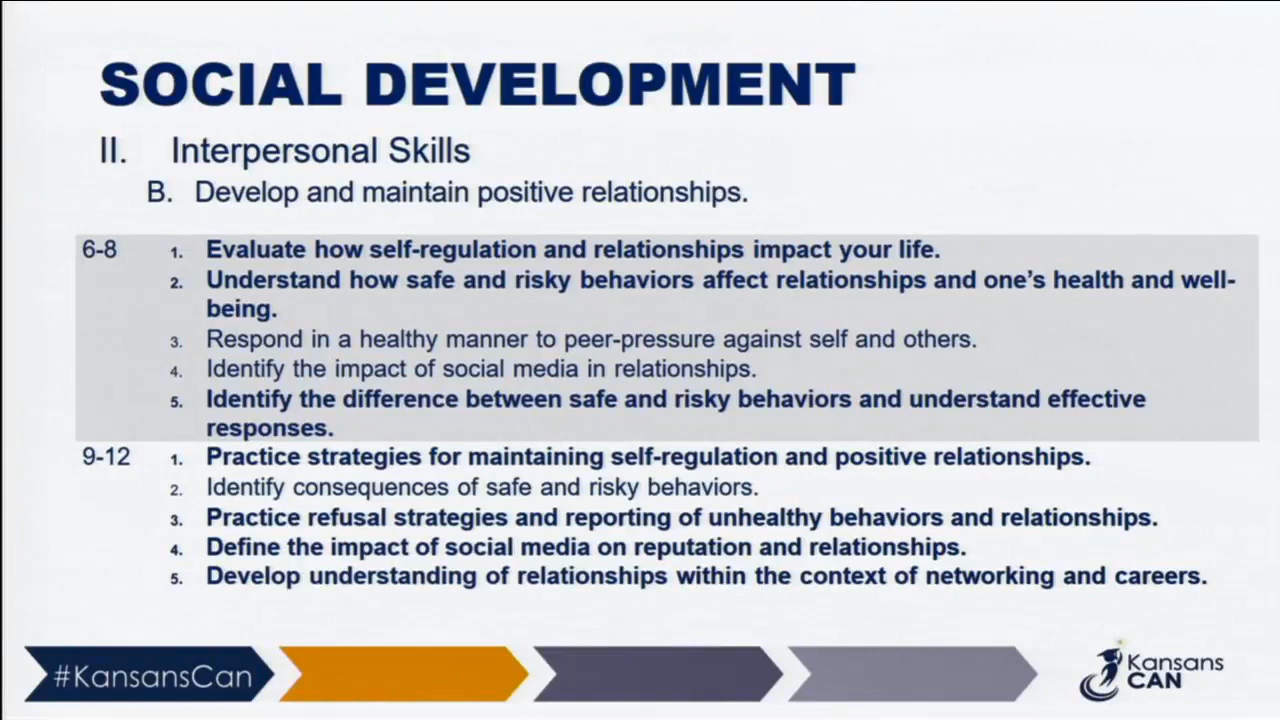 SOCIAL DEVELOPMENT
II. Interpersonal Skills
B. Develop and maintain positive relationships.
6-8 1. Evaluate how self-regulation and relationships impact your life.
2. Understand how safe and risky behaviors affect relationships and one's health and well-
being.
3. Respond in a healthy manner to peer-pressure against self and others.
4. Identify the impact of social media in relationships.
5. Identify the difference between safe and risky behaviors and understand effective
responses.
9-12 1. Practice strategies for maintaining self-regulation and positive relationships.
2. Identify consequences of safe and risky behaviors.
3. Practice refusal strategies and reporting of unhealthy behaviors and relationships.
4. Define the impact of social media on reputation and relationships.
5. Develop understanding of relationships within the context of networking and careers.
#KansansCan
Kansans
CAN